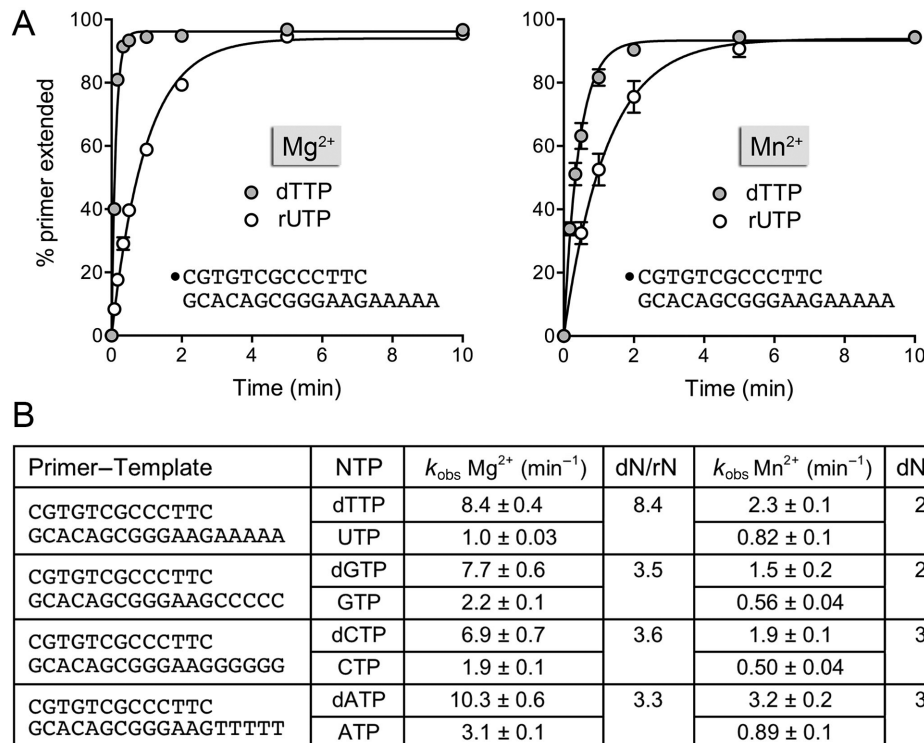 A
100
80
60
40
20
0
% primer extended
Mg²⁺
dTTP
rUTP
CGTGTCGCCCTTC
GCACAGCGGGAAGAAAAA
0 2 4 6 8 10
Time (min)
100
80
60
40
20
0
Mn²⁺
dTTP
rUTP
CGTGTCGCCCTTC
GCACAGCGGGAAGAAAAA
0 2 4 6 8 10
Time (min)
B
Primer–Template NTP kobs Mg²⁺ (min⁻¹) dN/rN kobs Mn²⁺ (min⁻¹) dN
CGTGTCGCCCTTC
GCACAGCGGGAAGAAAAA
dTTP 8.4 ± 0.4 8.4 2.3 ± 0.1 2
UTP 1.0 ± 0.03 0.82 ± 0.1
CGTGTCGCCCTTC
GCACAGCGGGAAGCCCCC
dGTP 7.7 ± 0.6 3.5 1.5 ± 0.2 2
GTP 2.2 ± 0.1 0.56 ± 0.04
CGTGTCGCCCTTC
GCACAGCGGGAAGGGGGG
dCTP 6.9 ± 0.7 3.6 1.9 ± 0.1 3
CTP 1.9 ± 0.1 0.50 ± 0.04
CGTGTCGCCCTTC
GCACAGCGGGAAGTTTTT
dATP 10.3 ± 0.6 3.3 3.2 ± 0.2 3
ATP 3.1 ± 0.1 0.89 ± 0.1